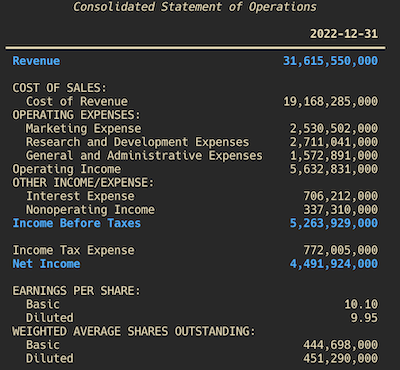 Consolidated Statement of Operations
2022-12-31
Revenue 31,615,550,000
COST OF SALES:
Cost of Revenue 19,168,285,000
OPERATING EXPENSES:
Marketing Expense 2,530,502,000
Research and Development Expenses 2,711,041,000
General and Administrative Expenses 1,572,891,000
Operating Income 5,632,831,000
OTHER INCOME/EXPENSE:
Interest Expense 706,212,000
Nonoperating Income 337,310,000
Income Before Taxes 5,263,929,000
Income Tax Expense 772,005,000
Net Income 4,491,924,000
EARNINGS PER SHARE:
Basic 10.10
Diluted 9.95
WEIGHTED AVERAGE SHARES OUTSTANDING:
Basic 444,698,000
Diluted 451,290,000